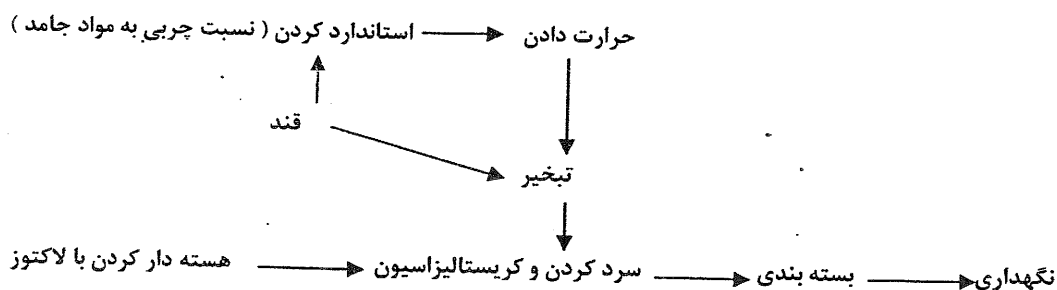 استاندارد کردن ( نسبت چربی به مواد جامد )
حرارت دادن
قند
تبخیر
هسته دار کردن با لاکتوز
سرد کردن و کریستالیزاسیون
بسته بندی
نگهداری